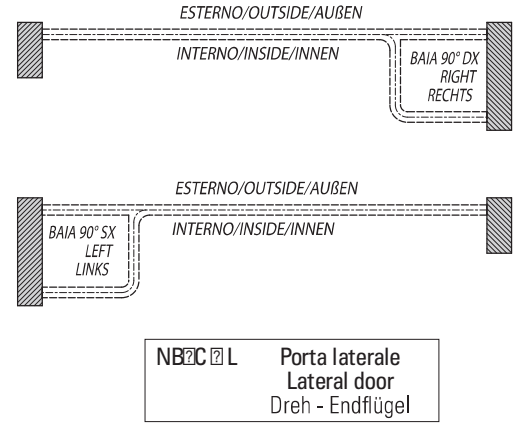 ESTERNO/OUTSIDE/AUßEN
INTERNO/INSIDE/INNEN
BAIA 90° DX
RIGHT
RECHTS
ESTERNO/OUTSIDE/AUßEN
INTERNO/INSIDE/INNEN
BAIA 90° SX
LEFT
LINKS
NB⍰C ⍰ L Porta laterale
Lateral door
Dreh - Endflügel